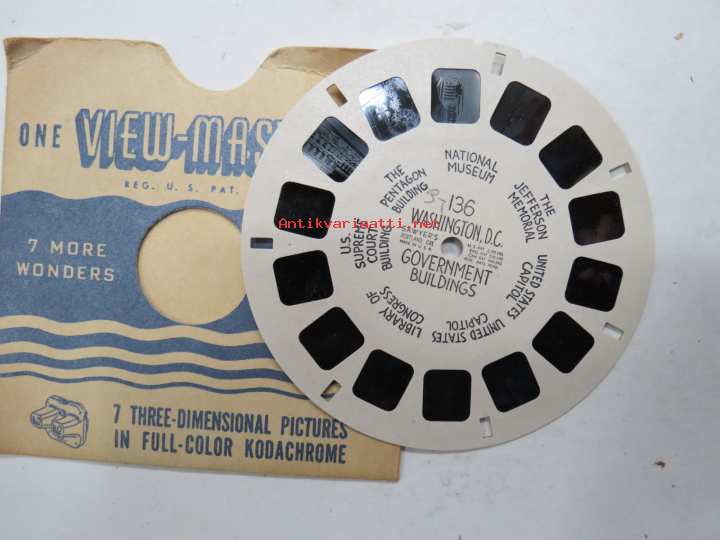 ONE VIEW-MAS
REG. U. S. PAT.
7 MORE
WONDERS
7 THREE-DIMENSIONAL PICTURES
IN FULL-COLOR KODACHROME
136
WASHINGTON, D.C.
SAWYER'S
GOVERNMENT
BUILDINGS
NATIONAL
MUSEUM
THE
JEFFERSON
MEMORIAL
UNITED STATES
CAPITOL
UNITED STATES
CAPITOL
LIBRARY OF
CONGRESS
U.S.
SUPREME
COURT
BUILDING
THE
PENTAGON
BUILDING
Antikvariaatti.net